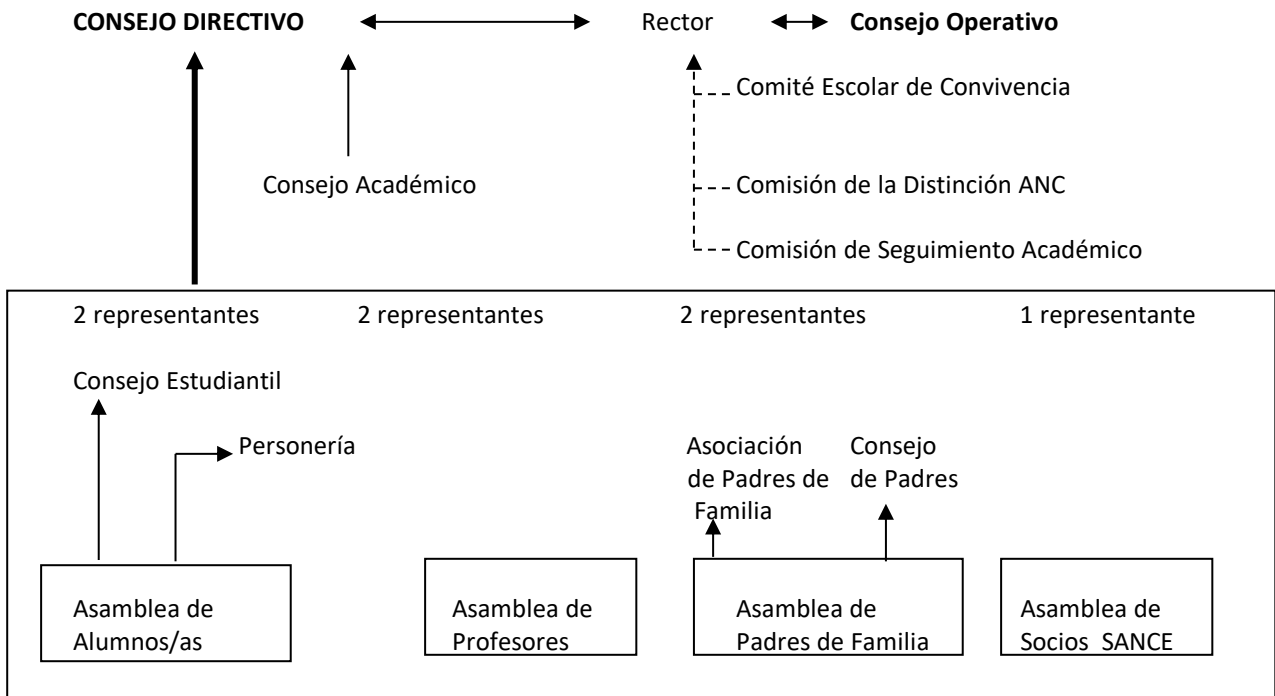 CONSEJO DIRECTIVO Rector Consejo Operativo
Comité Escolar de Convivencia
Consejo Académico
Comisión de la Distinción ANC
Comisión de Seguimiento Académico
2 representantes 2 representantes 2 representantes 1 representante
Consejo Estudiantil
Personería
Asociación
de Padres de
Familia
Consejo
de Padres
Asamblea de
Alumnos/as
Asamblea de
Profesores
Asamblea de
Padres de Familia
Asamblea de
Socios SANCE